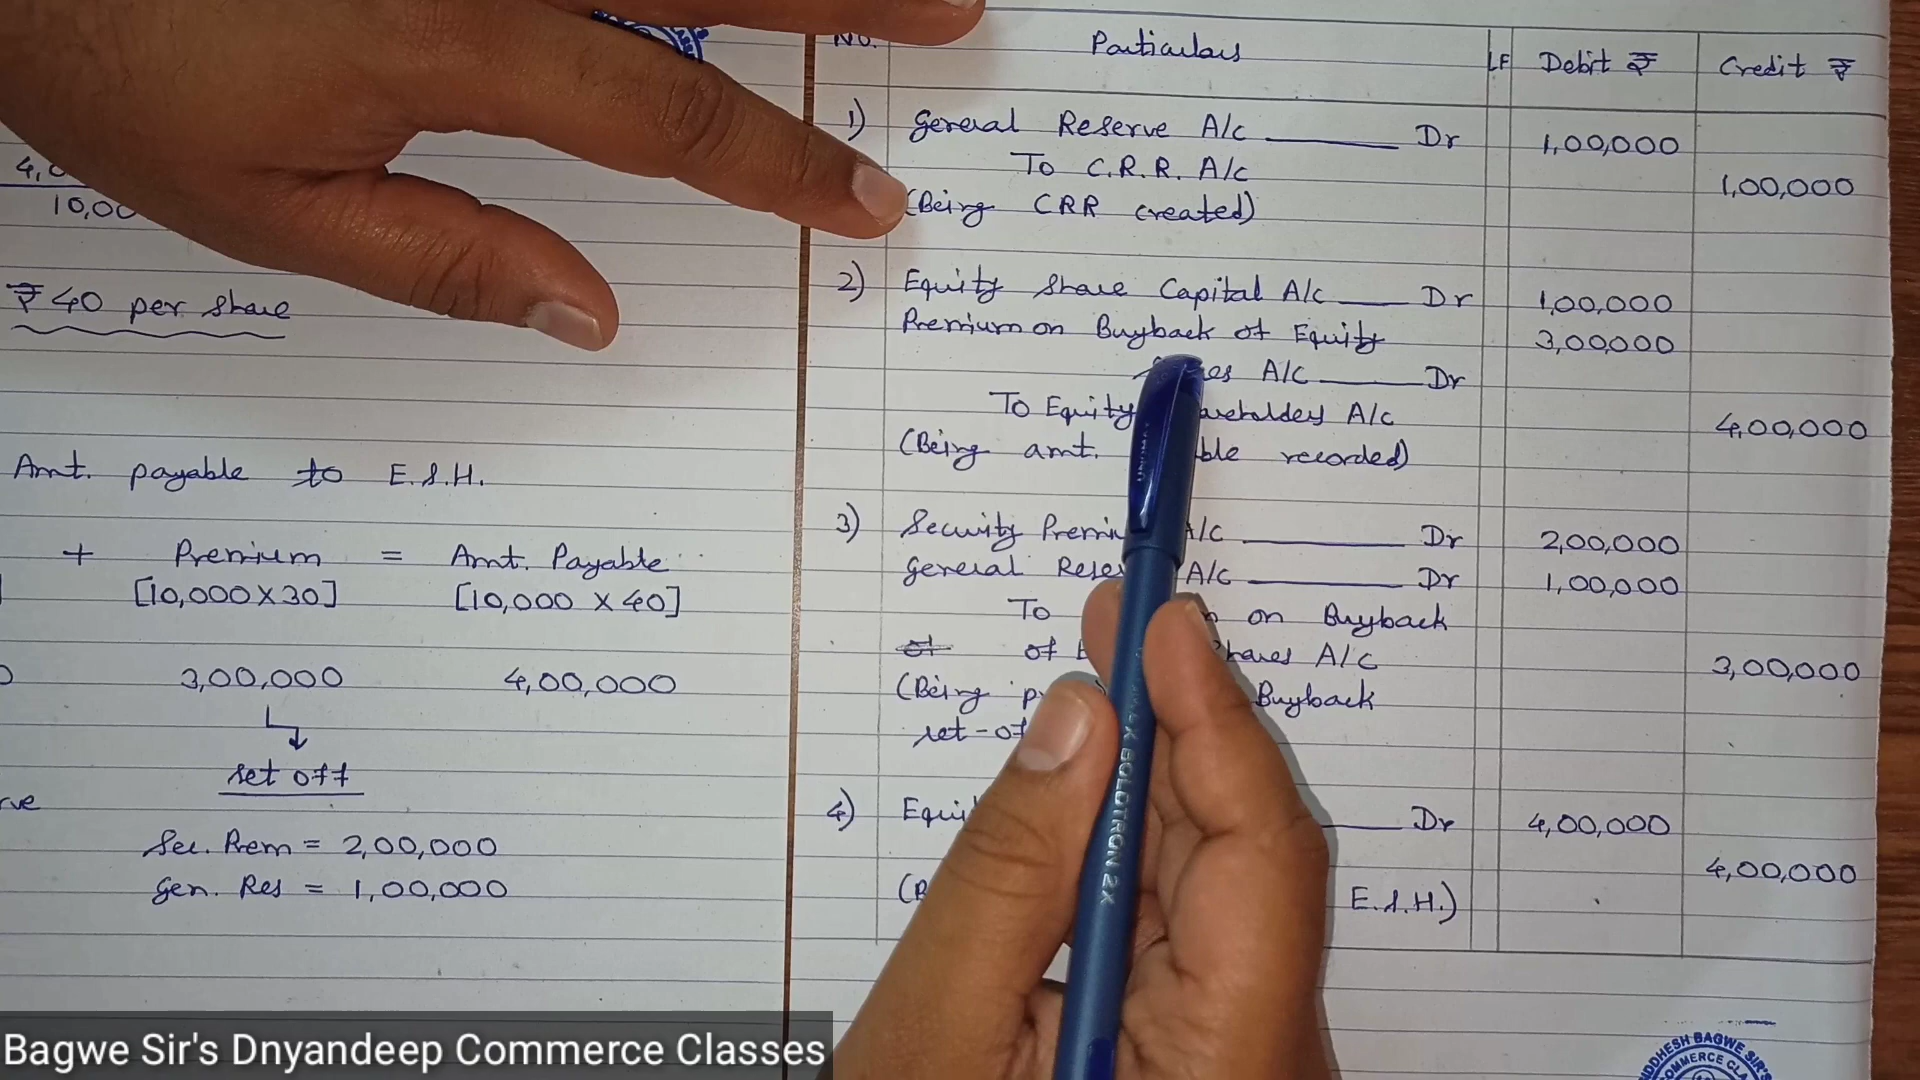 4,0
10,00
₹ 40 per share
Amt. payable to E.S.H.
+ Premium = Amt. Payable
[10,000 X 30] [10,000 X 40]
3,00,000 4,00,000
set off
Sec. Prem = 2,00,000
Gen. Res = 1,00,000
No. Particulars LF Debit ₹ Credit ₹
1) General Reserve A/c Dr 1,00,000
To C.R.R. A/c 1,00,000
(Being CRR created)
2) Equity Share Capital A/c Dr 1,00,000
Premium on Buyback of Equity 3,00,000
A/c Dr
To Equity A/c 4,00,000
(Being amt. recorded)
3) Security A/c Dr 2,00,000
General A/c Dr 1,00,000
To on Buyback
of A/c 3,00,000
(Being Buyback
4) Dr 4,00,000
4,00,000
E.S.H.)
SOLOTRON 2X
Bagwe Sir's Dnyandeep Commerce Classes